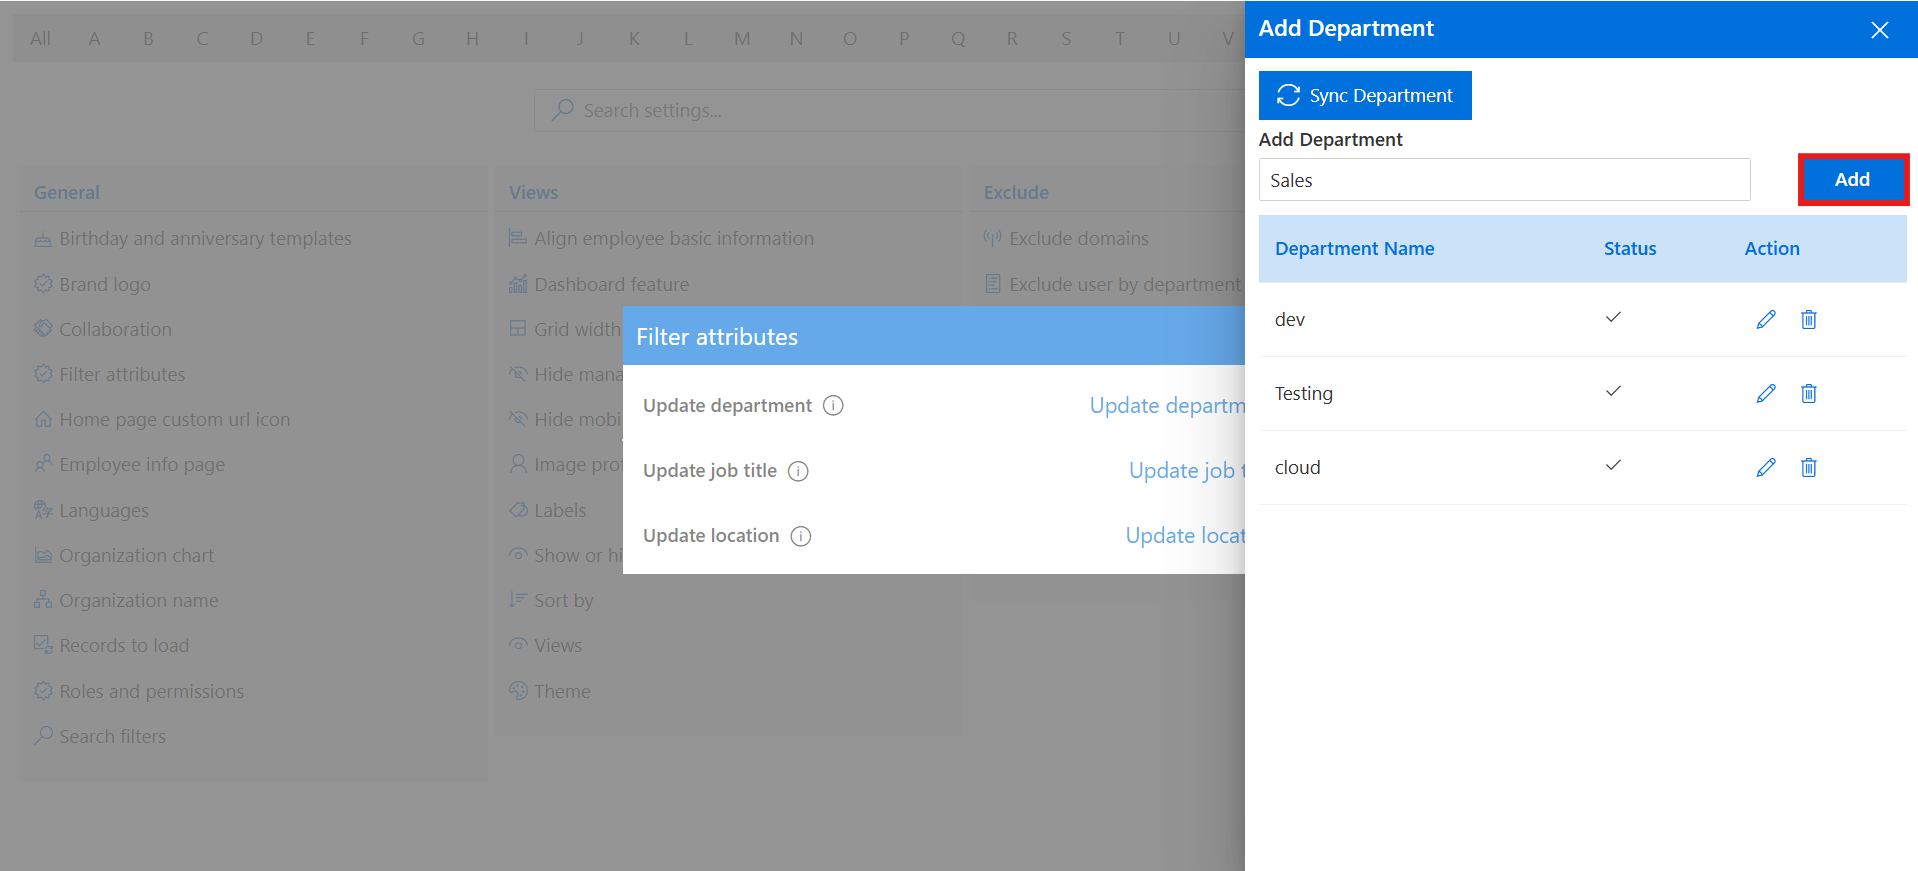 All A B C D E F G H I J K L M N O P Q R S T U V
Search settings...
General
Birthday and anniversary templates
Brand logo
Collaboration
Filter attributes
Home page custom url icon
Employee info page
Languages
Organization chart
Organization name
Records to load
Roles and permissions
Search filters
Views
Align employee basic information
Dashboard feature
Grid width
Hide mana
Hide mobi
Image prof
Labels
Show or hi
Sort by
Views
Theme
Exclude
Exclude domains
Exclude user by department
Filter attributes
Update department Update departm
Update job title Update job t
Update location Update locat
Add Department
Sync Department
Add Department
Sales Add
Department Name Status Action
dev
Testing
cloud